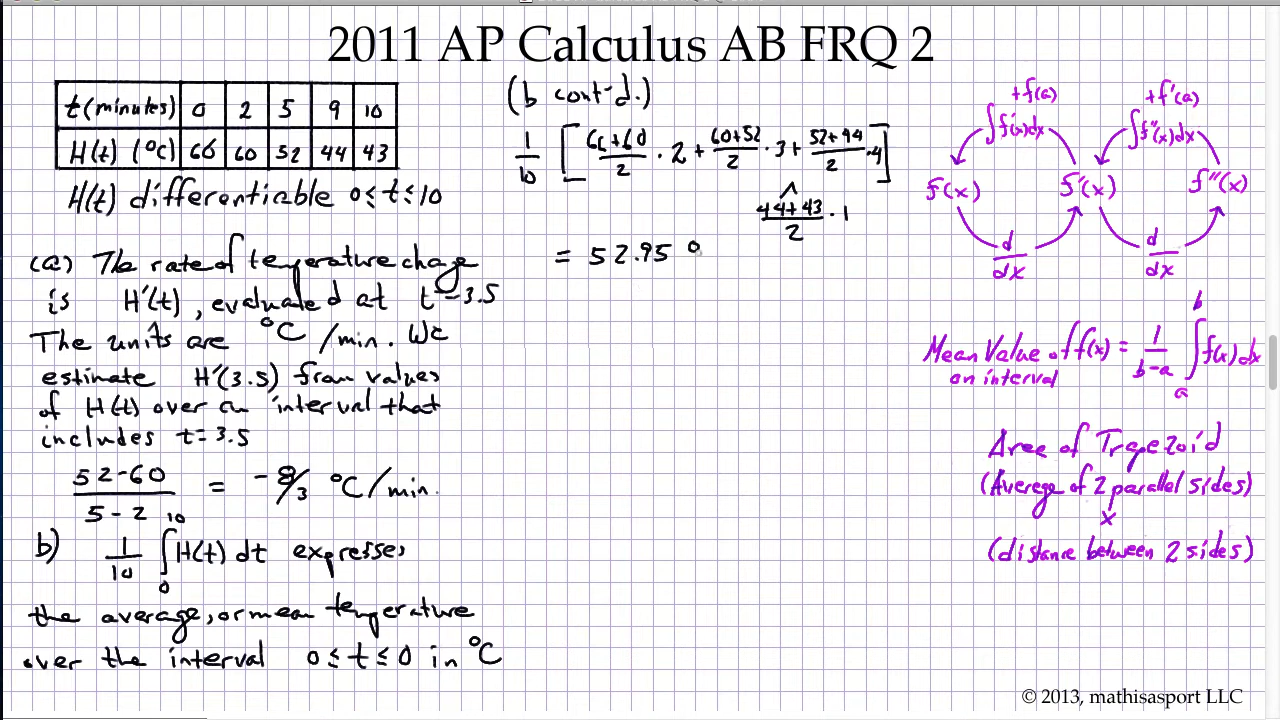 2011 AP Calculus AB FRQ 2
t (minutes) 0 2 5 9 10
H(t) (°C) 66 60 52 44 43
H(t) differentiable 0 ≤ t ≤ 10
(a) The rate of temperature change
is H'(t), evaluated at t = 3.5
The units are °C /min. We
estimate H'(3.5) from values
of H(t) over an interval that
includes t = 3.5
52-60
5-2
= -8/3 °C/min.
b) 1/10 ∫₀¹⁰ H(t) dt expresses
the average, or mean temperature
over the interval 0 ≤ t ≤ 0 in °C
(b cont-d.)
1/10 [ (66+60)/2 · 2 + (60+52)/2 · 3 + (52+44)/2 · 4 ]
^
(44+43)/2 · 1
= 52.95 °
+f(a) +f'(a)
∫f'(x)dx ∫f''(x)dx
f(x) f'(x) f''(x)
d/dx d/dx
Mean Value of f(x) = 1/(b-a) ∫ₐᵇ f(x)dx
on interval
Area of Trapezoid
(Average of 2 parallel sides)
x
(distance between 2 sides)
© 2013, mathisasport LLC